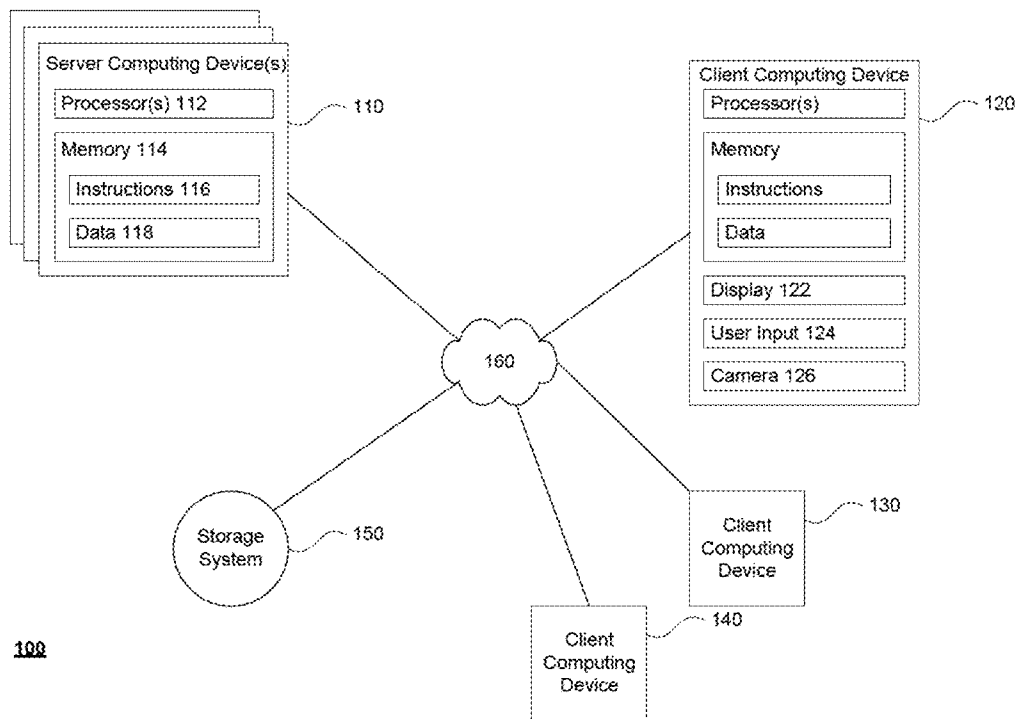 Server Computing Device(s)
Processor(s) 112
Memory 114
Instructions 116
Data 118
110
Client Computing Device
Processor(s)
Memory
Instructions
Data
Display 122
User Input 124
Camera 126
120
160
Storage
System
150
Client
Computing
Device
130
Client
Computing
Device
140
100